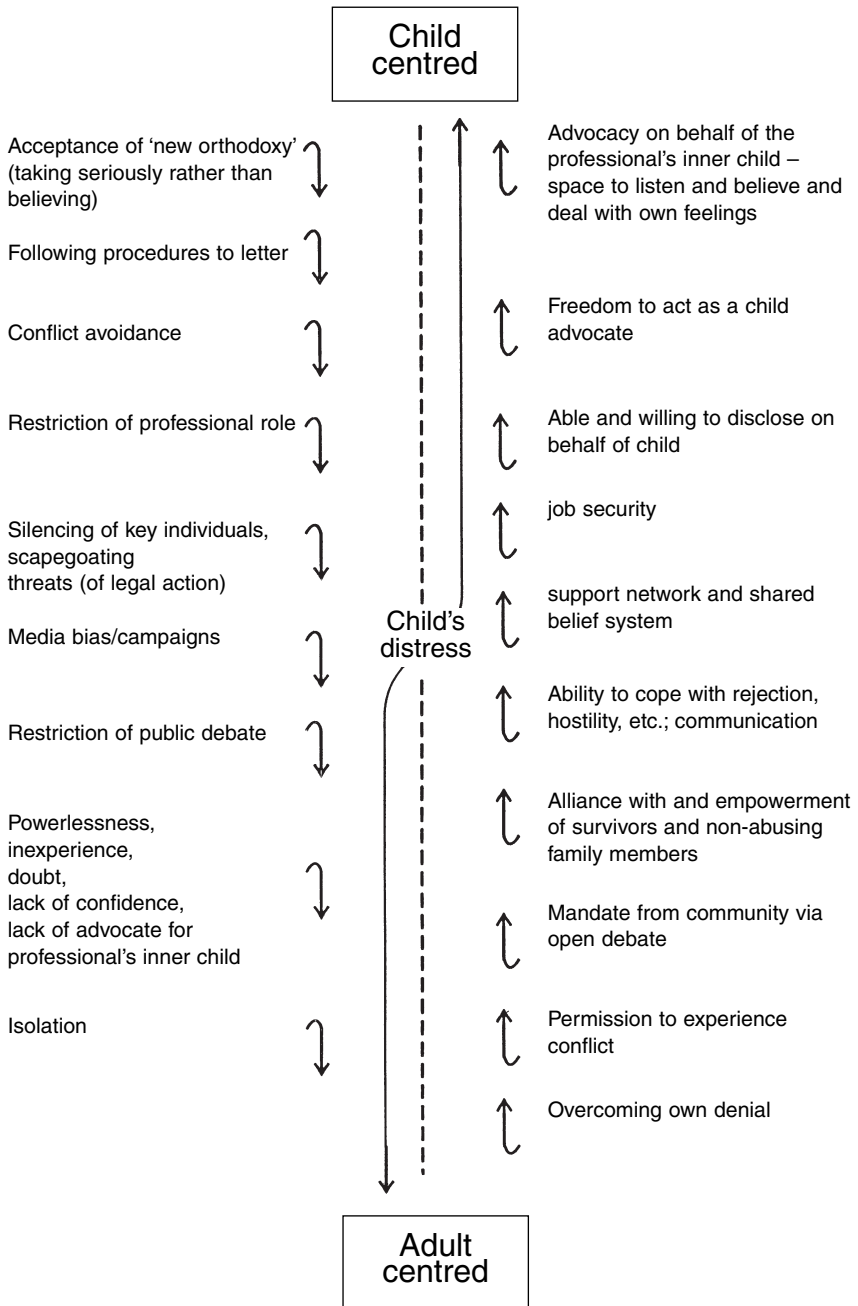 Child
centred
Acceptance of ‘new orthodoxy’
(taking seriously rather than
believing)
Following procedures to letter
Conflict avoidance
Restriction of professional role
Silencing of key individuals,
scapegoating
threats (of legal action)
Media bias/campaigns
Restriction of public debate
Powerlessness,
inexperience,
doubt,
lack of confidence,
lack of advocate for
professional’s inner child
Isolation
Child’s
distress
Advocacy on behalf of the
professional’s inner child –
space to listen and believe and
deal with own feelings
Freedom to act as a child
advocate
Able and willing to disclose on
behalf of child
job security
support network and shared
belief system
Ability to cope with rejection,
hostility, etc.; communication
Alliance with and empowerment
of survivors and non-abusing
family members
Mandate from community via
open debate
Permission to experience
conflict
Overcoming own denial
Adult
centred